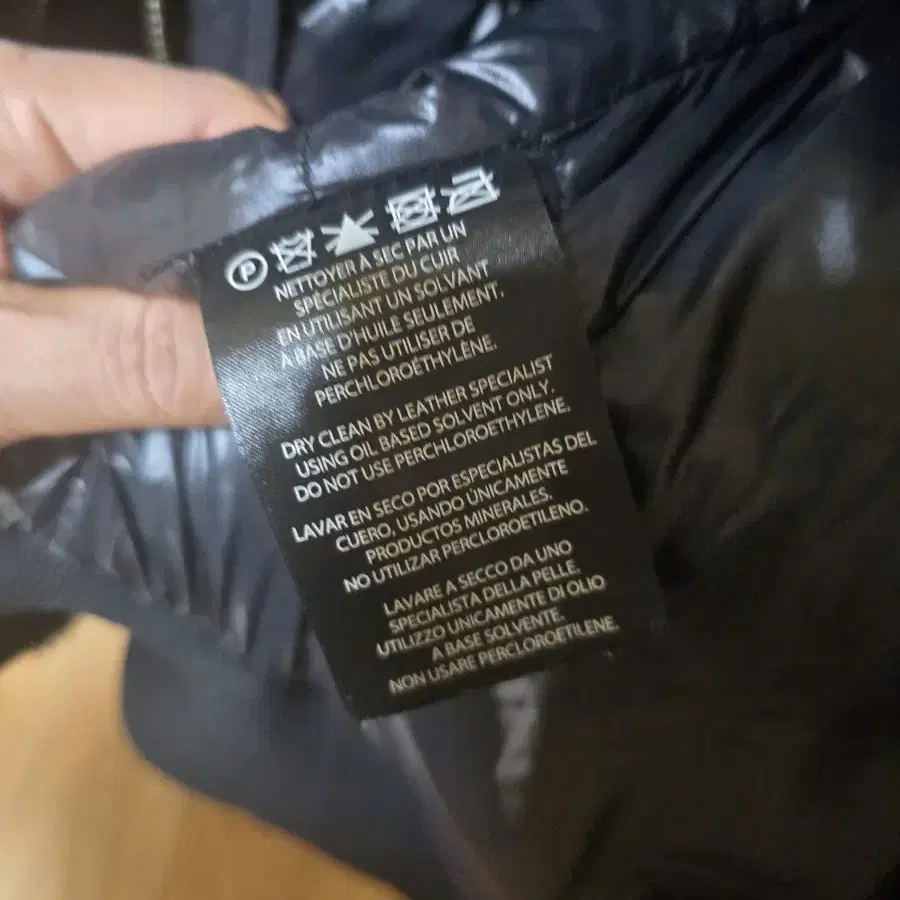 P
NETTOYER À SEC PAR UN
SPÉCIALISTE DU CUIR
EN UTILISANT UN SOLVANT
A BASE D'HUILE SEULEMENT.
NE PAS UTILISER DE
PERCHLOROÉTHYLÈNE.
DRY CLEAN BY LEATHER SPECIALIST
USING OIL BASED SOLVENT ONLY.
DO NOT USE PERCHLOROETHYLENE.
LAVAR EN SECO POR ESPECIALISTAS DEL
CUERO, USANDO ÚNICAMENTE
PRODUCTOS MINERALES.
NO UTILIZAR PERCLOROETILENO.
LAVARE A SECCO DA UNO
SPECIALISTA DELLA PELLE.
UTILIZZO UNICAMENTE DI OLIO
A BASE SOLVENTE.
NON USARE PERCLOROETILENE.